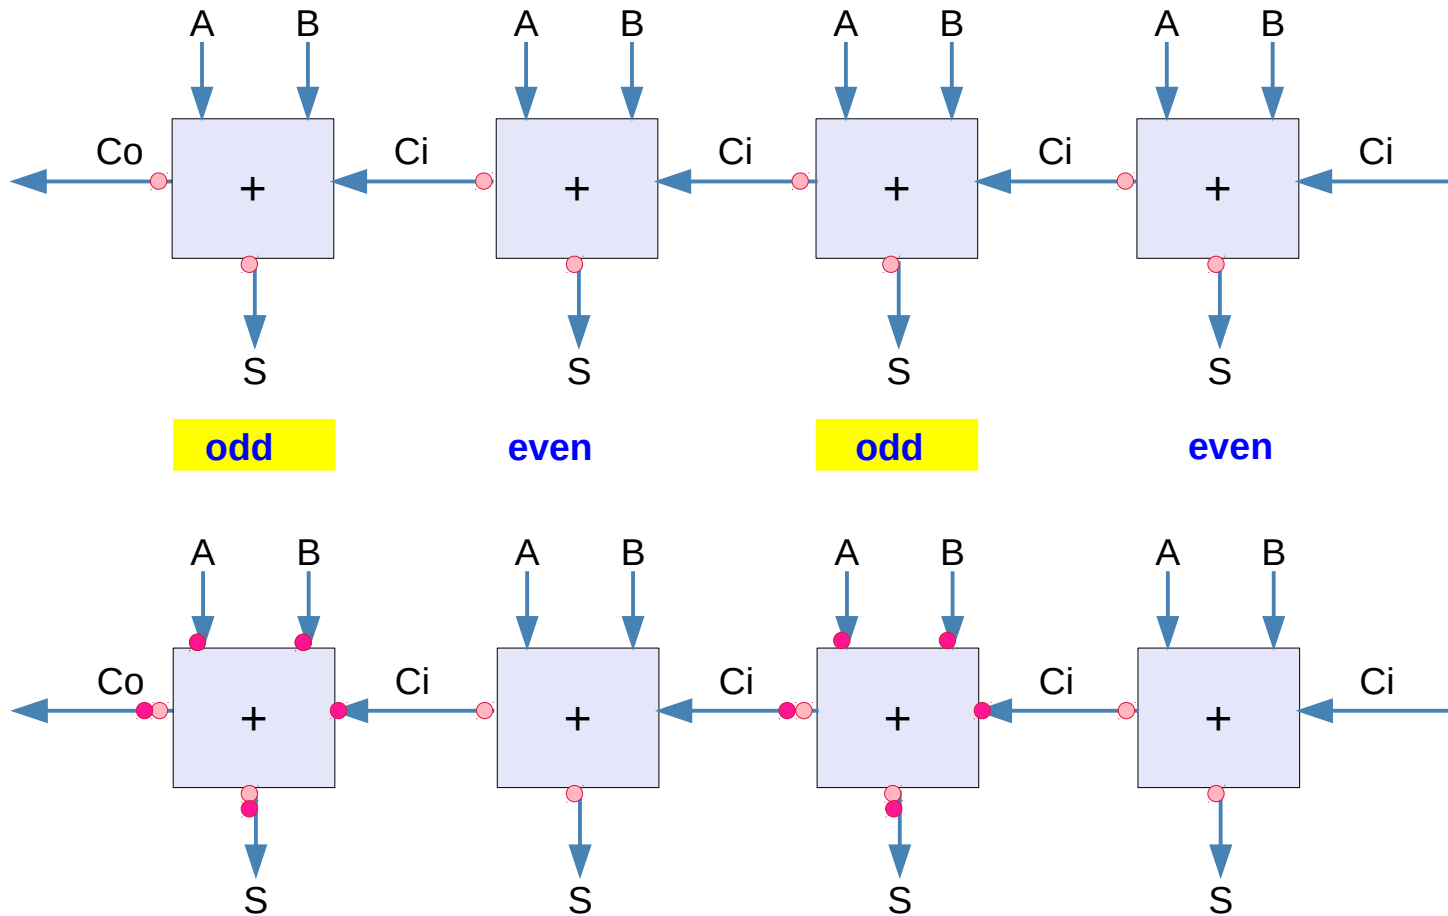 A B A B A B A B
Co Ci Ci Ci Ci
+ + + +
S S S S
odd even odd even
A B A B A B A B
Co Ci Ci Ci Ci
+ + + +
S S S S